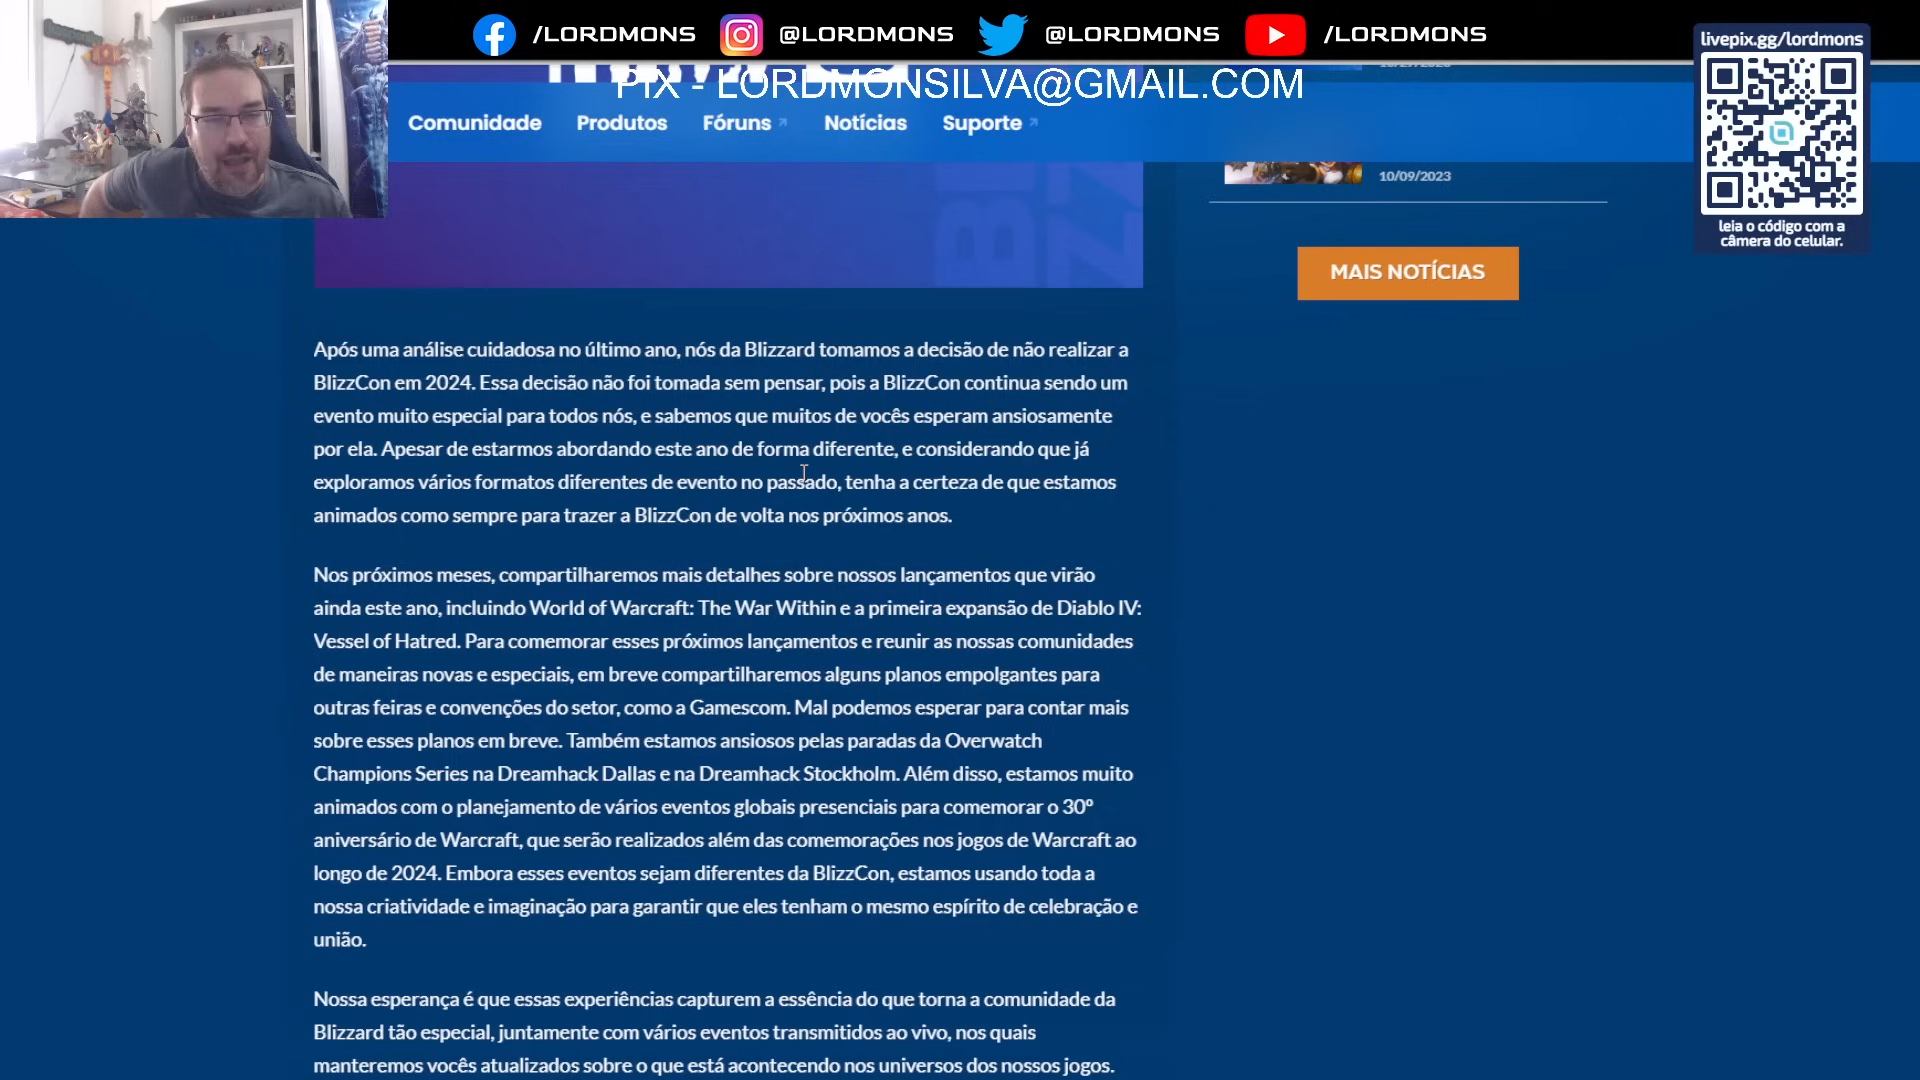 /LORDMONS @LORDMONS @LORDMONS /LORDMONS
livepix.gg/lordmons
PIX - LORDMONSILVA@GMAIL.COM
Comunidade Produtos Fóruns Notícias Suporte
10/09/2023
leia o código com a
câmera do celular.
MAIS NOTÍCIAS
Após uma análise cuidadosa no último ano, nós da Blizzard tomamos a decisão de não realizar a
BlizzCon em 2024. Essa decisão não foi tomada sem pensar, pois a BlizzCon continua sendo um
evento muito especial para todos nós, e sabemos que muitos de vocês esperam ansiosamente
por ela. Apesar de estarmos abordando este ano de forma diferente, e considerando que já
exploramos vários formatos diferentes de evento no passado, tenha a certeza de que estamos
animados como sempre para trazer a BlizzCon de volta nos próximos anos.
Nos próximos meses, compartilharemos mais detalhes sobre nossos lançamentos que virão
ainda este ano, incluindo World of Warcraft: The War Within e a primeira expansão de Diablo IV:
Vessel of Hatred. Para comemorar esses próximos lançamentos e reunir as nossas comunidades
de maneiras novas e especiais, em breve compartilharemos alguns planos empolgantes para
outras feiras e convenções do setor, como a Gamescom. Mal podemos esperar para contar mais
sobre esses planos em breve. Também estamos ansiosos pelas paradas da Overwatch
Champions Series na Dreamhack Dallas e na Dreamhack Stockholm. Além disso, estamos muito
animados com o planejamento de vários eventos globais presenciais para comemorar o 30º
aniversário de Warcraft, que serão realizados além das comemorações nos jogos de Warcraft ao
longo de 2024. Embora esses eventos sejam diferentes da BlizzCon, estamos usando toda a
nossa criatividade e imaginação para garantir que eles tenham o mesmo espírito de celebração e
união.
Nossa esperança é que essas experiências capturem a essência do que torna a comunidade da
Blizzard tão especial, juntamente com vários eventos transmitidos ao vivo, nos quais
manteremos vocês atualizados sobre o que está acontecendo nos universos dos nossos jogos.